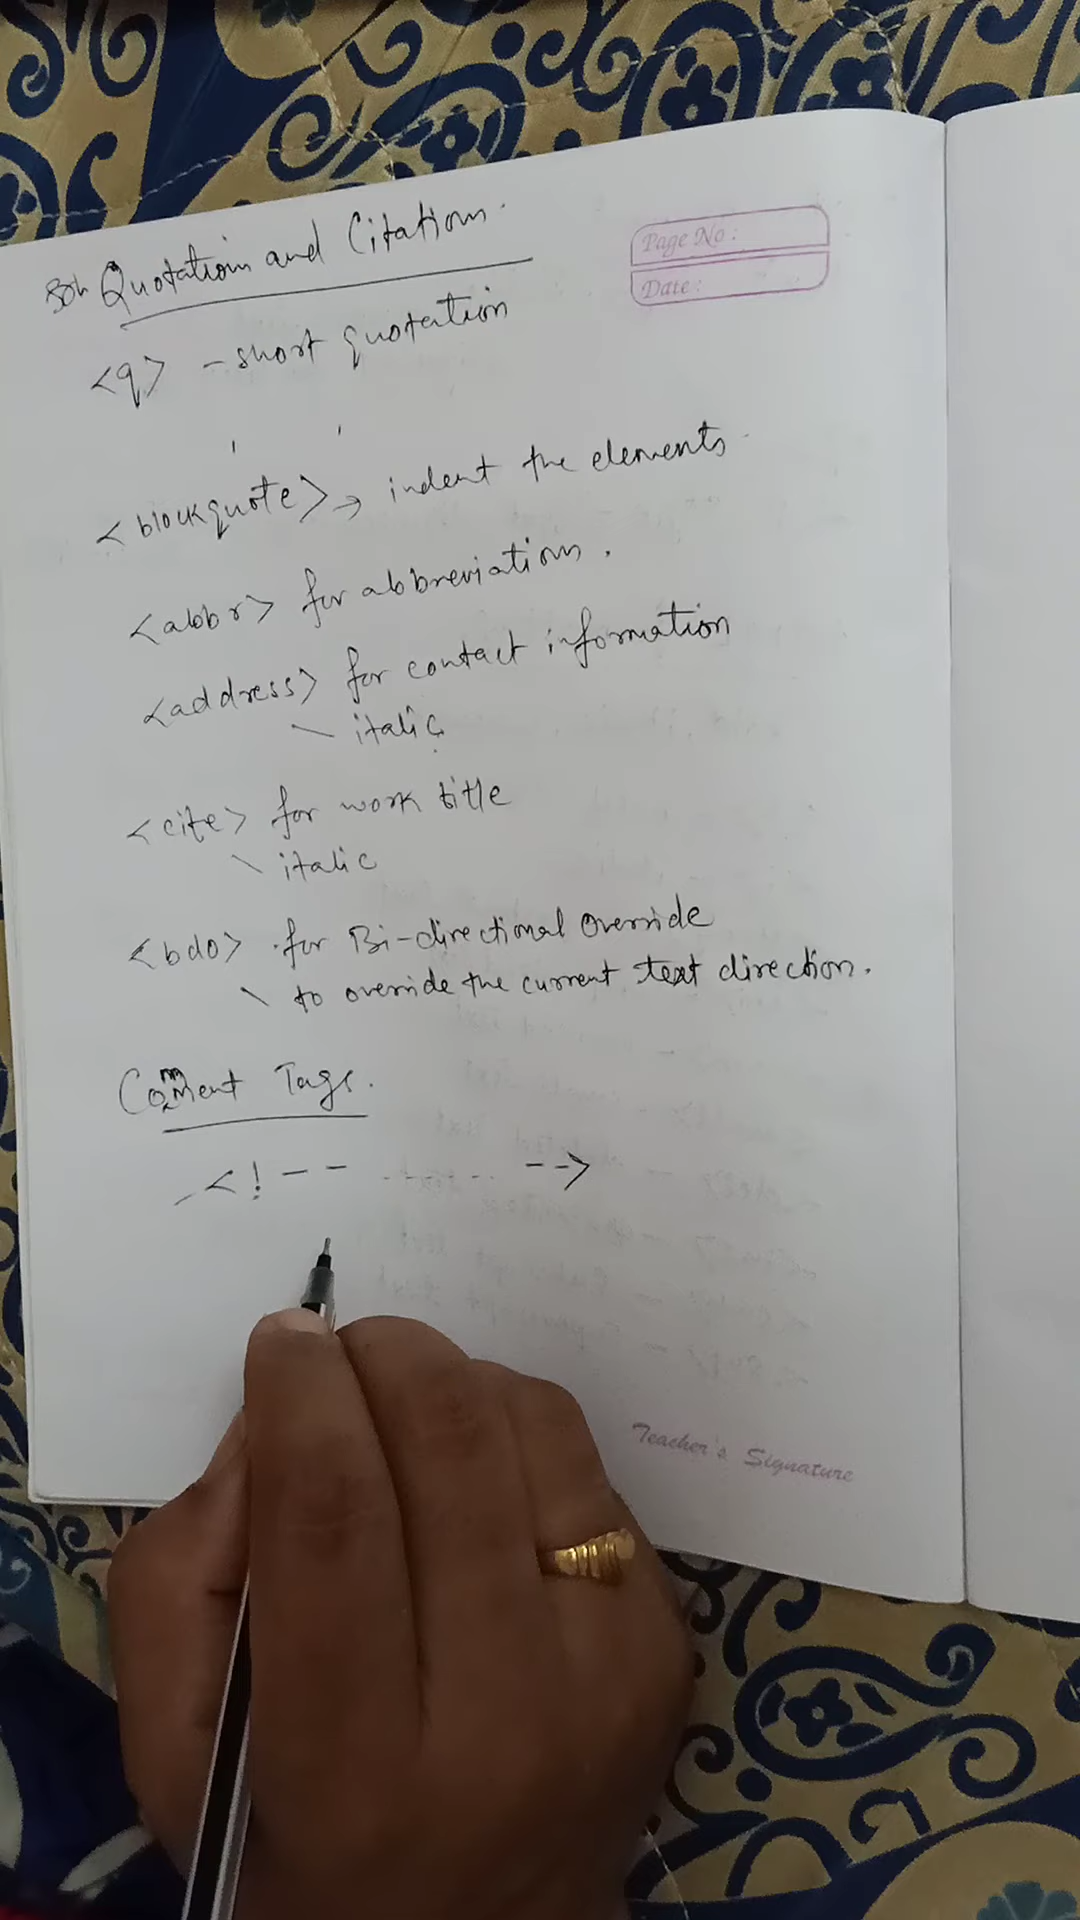 Quotation and Citation.
Page No :
Date :
<q> - short quotation
<blockquote> → indent the elements
<abbr> for abbreviations.
<address> for contact information
\ italic
<cite> for work title
\ italic
<bdo> for Bi-directional Override
\ to override the current text direction.
Comment Tags.
<!-- ------ -->
Teacher's Signature